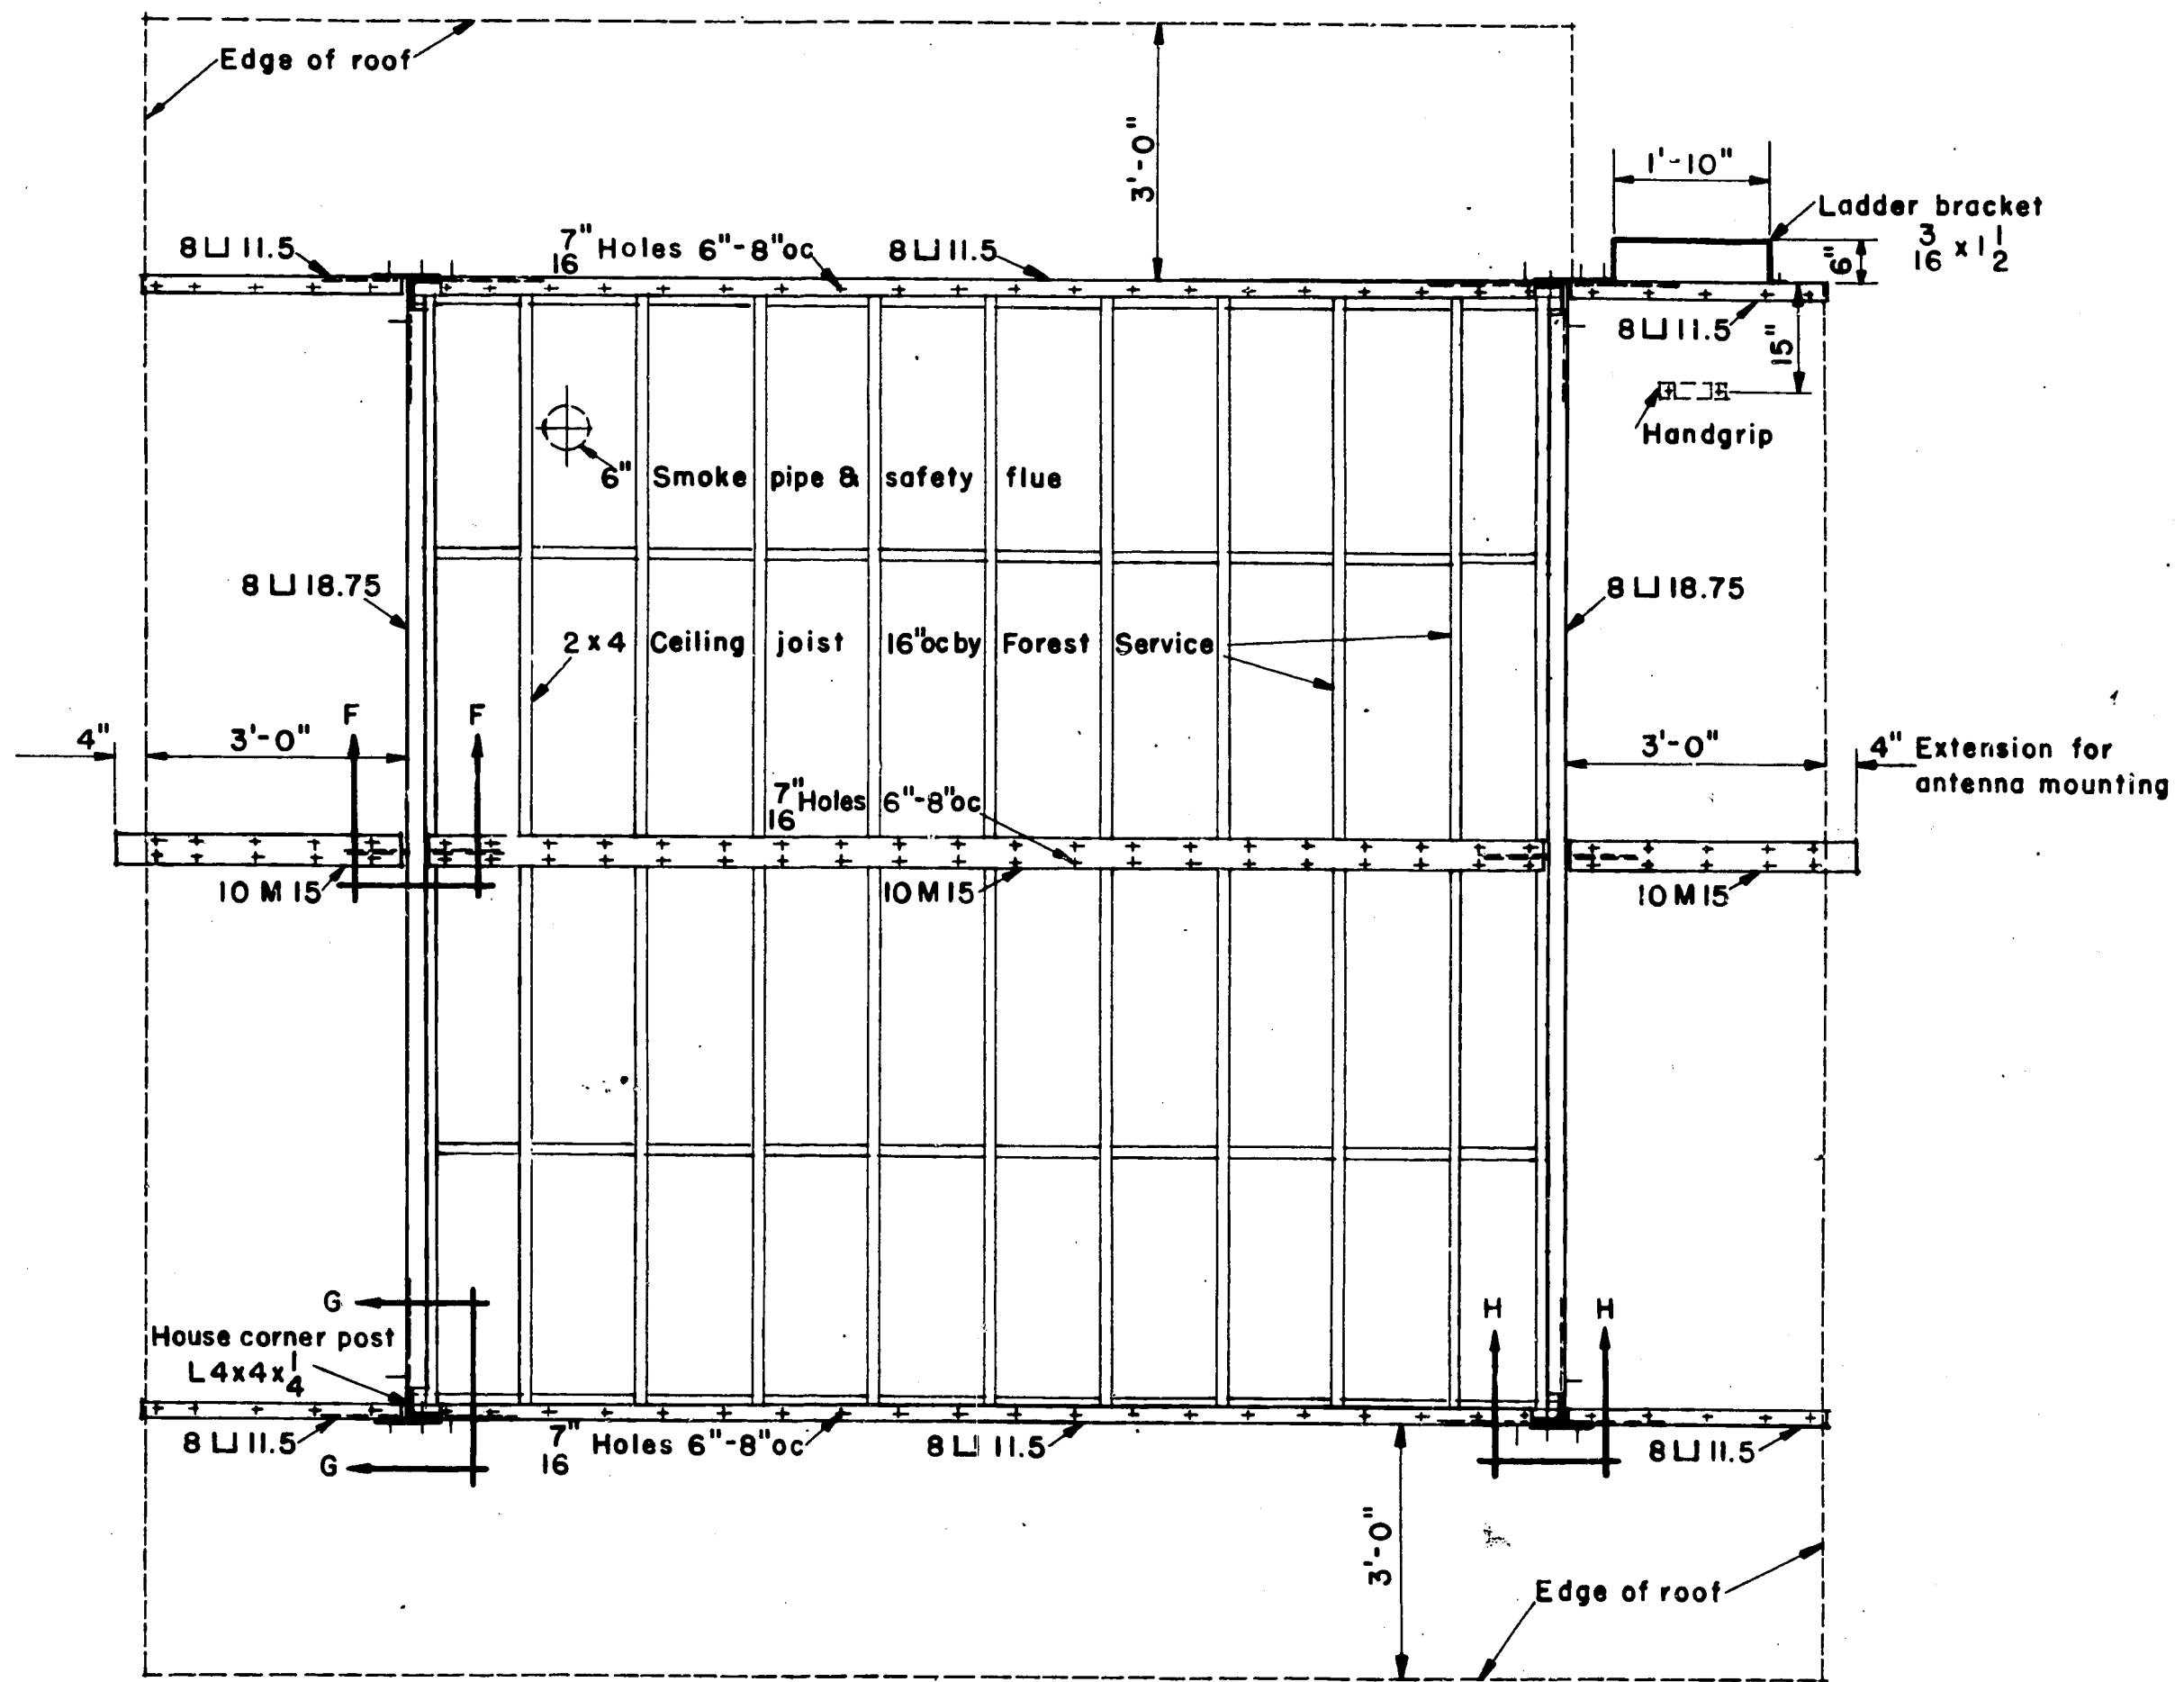 Edge of roof
3'-0"
1'-10"
Ladder bracket
3/16 x 1 1/2
6"
8 ⊔ 11.5
7/16" Holes 6"-8"oc
8 ⊔ 11.5
8 ⊔ 11.5
15"
Handgrip
6" Smoke pipe & safety flue
8 ⊔ 18.75
8 ⊔ 18.75
2 x 4 Ceiling joist 16"oc by Forest Service
F F
4"
3'-0"
3'-0"
4" Extension for
antenna mounting
7/16" Holes 6"-8"oc
10 M 15
10 M 15
10 M 15
G
H H
House corner post
L 4x4x 1/4
8 ⊔ 11.5
7/16" Holes 6"-8"oc
8 ⊔ 11.5
8 ⊔ 11.5
G
3'-0"
Edge of roof